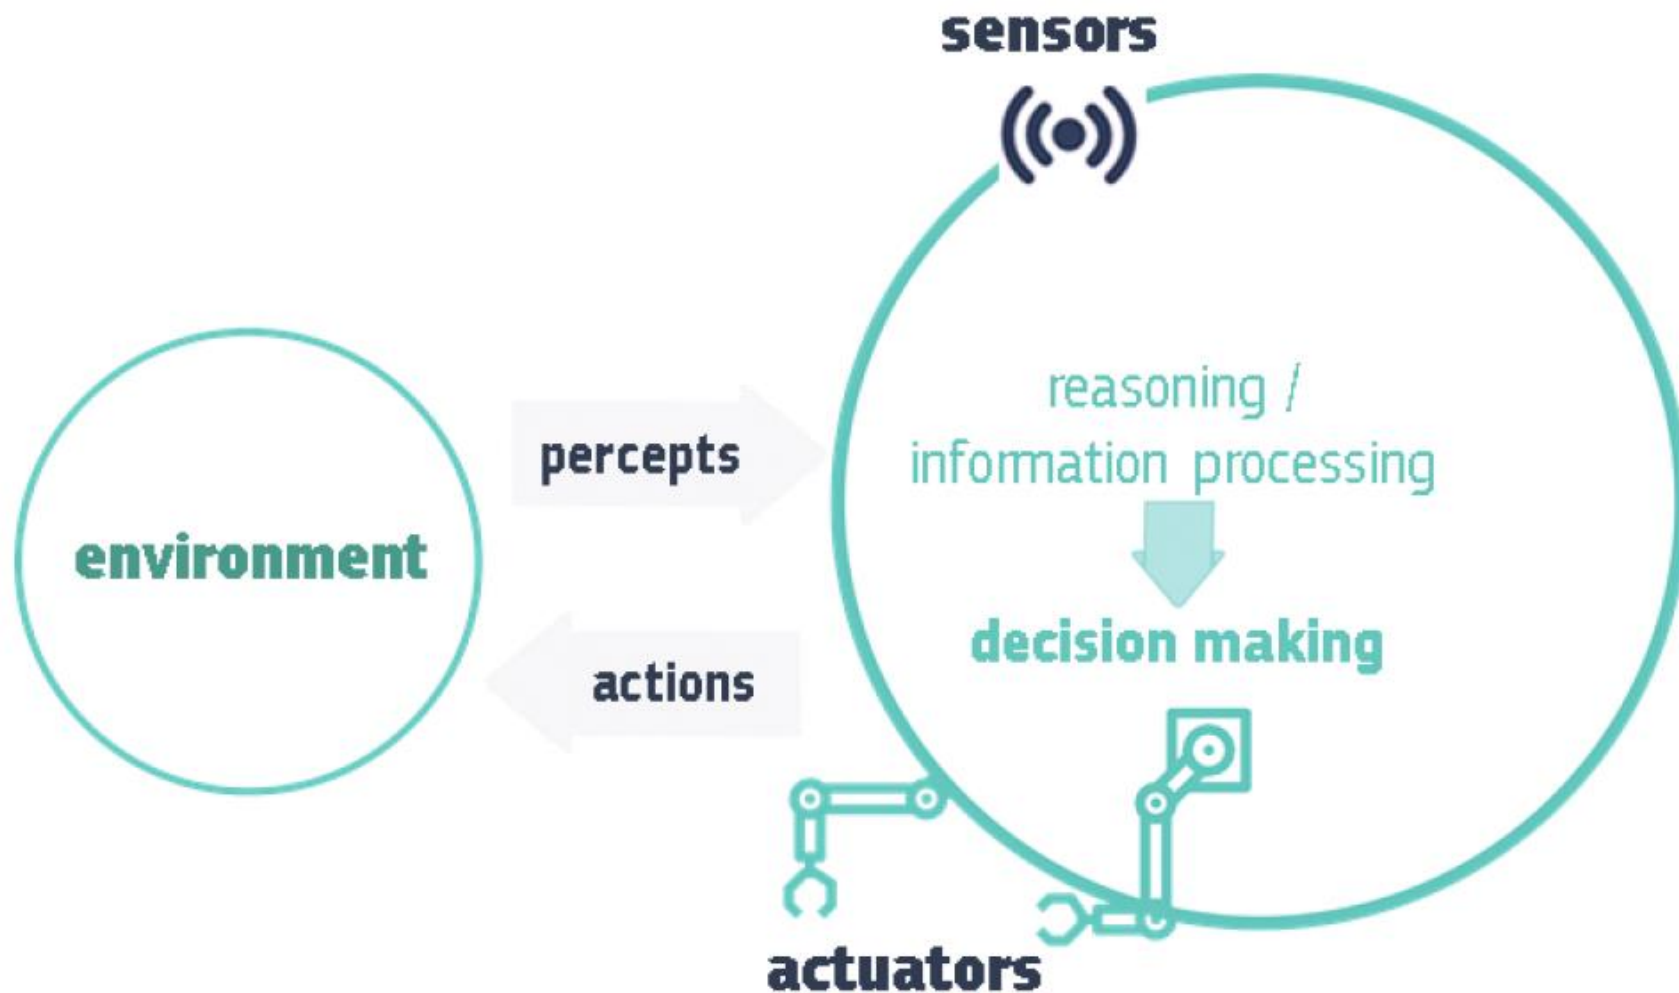 sensors
reasoning /
information processing
percepts
environment
decision making
actions
actuators